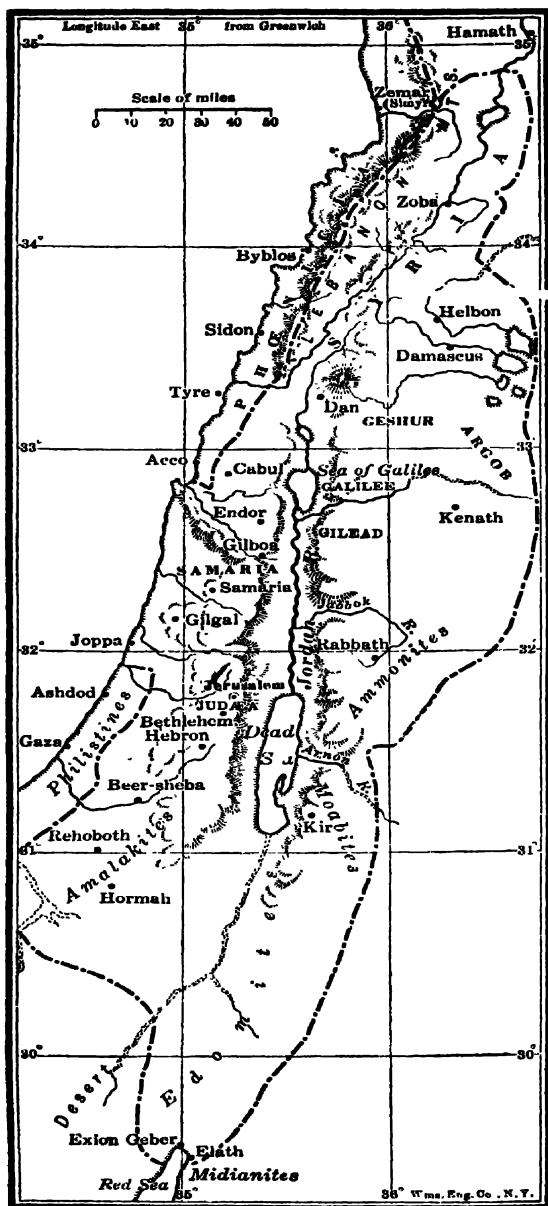 Longitude East 35° from Greenwich 36°
Hamath
35° 35°
Scale of miles
0 10 20 30 40 50
Zemar
(Simyra)
Zoba
34° 34°
Byblos
PHŒNICI
LEBANON
SYRIA
Helbon
Sidon
Damascus
Tyre
Dan
GESHUR
33° 33°
ARGOB
Acco
Cabul
Sea of Galilee
GALILEE
Endor
Kenath
GILEAD
Gilboa
SAMARIA
Samaria
Jabbok R.
Gilgal
Joppa
32° 32°
Rabbath
Jordan R.
Ammonites
Jerusalem
Ashdod
JUDAEA
Bethlehem
Hebron
Dead
Gaza
Philistines
Arnon R.
Beer-sheba
Moabites
Kir
Rehoboth
31° 31°
Amalakites
Hormah
Edomites
30° 30°
Desert
Exion Geber
Elath
Midianites
Red Sea
35° 36° Wms. Eng. Co. N.Y.